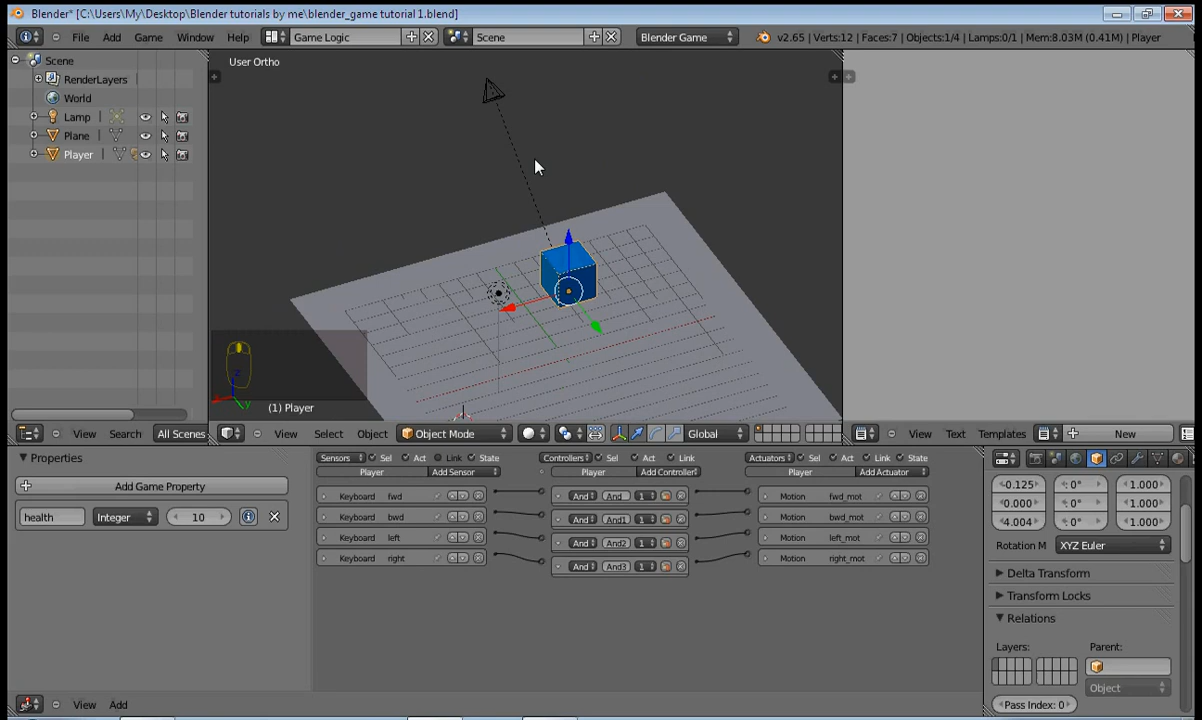 Blender* [C:\Users\My\Desktop\Blender tutorials by me\blender_game tutorial 1.blend]
File Add Game Window Help Game Logic Scene Blender Game v2.65 | Verts:12 | Faces:7 | Objects:1/4 | Lamps:0/1 | Mem:8.03M (0.41M) | Player
Scene
RenderLayers
World
Lamp
Plane
Player
User Ortho
(1) Player
View Search All Scenes
View Select Object Object Mode Global
View Text Templates New
Properties
Add Game Property
health Integer 10
Sensors Sel Act Link State Controllers Sel Act Link Actuators Sel Act Link State
Player Add Sensor Player Add Controller Player Add Actuator
Keyboard fwd And And 1 Motion fwd_mot
Keyboard bwd And And1 1 Motion bwd_mot
Keyboard left And And2 1 Motion left_mot
Keyboard right And And3 1 Motion right_mot
-0.125 0° 1.000
0.000 0° 1.000
4.004 0° 1.000
Rotation M XYZ Euler
Delta Transform
Transform Locks
Relations
Layers: Parent:
Object
Pass Index: 0
View Add